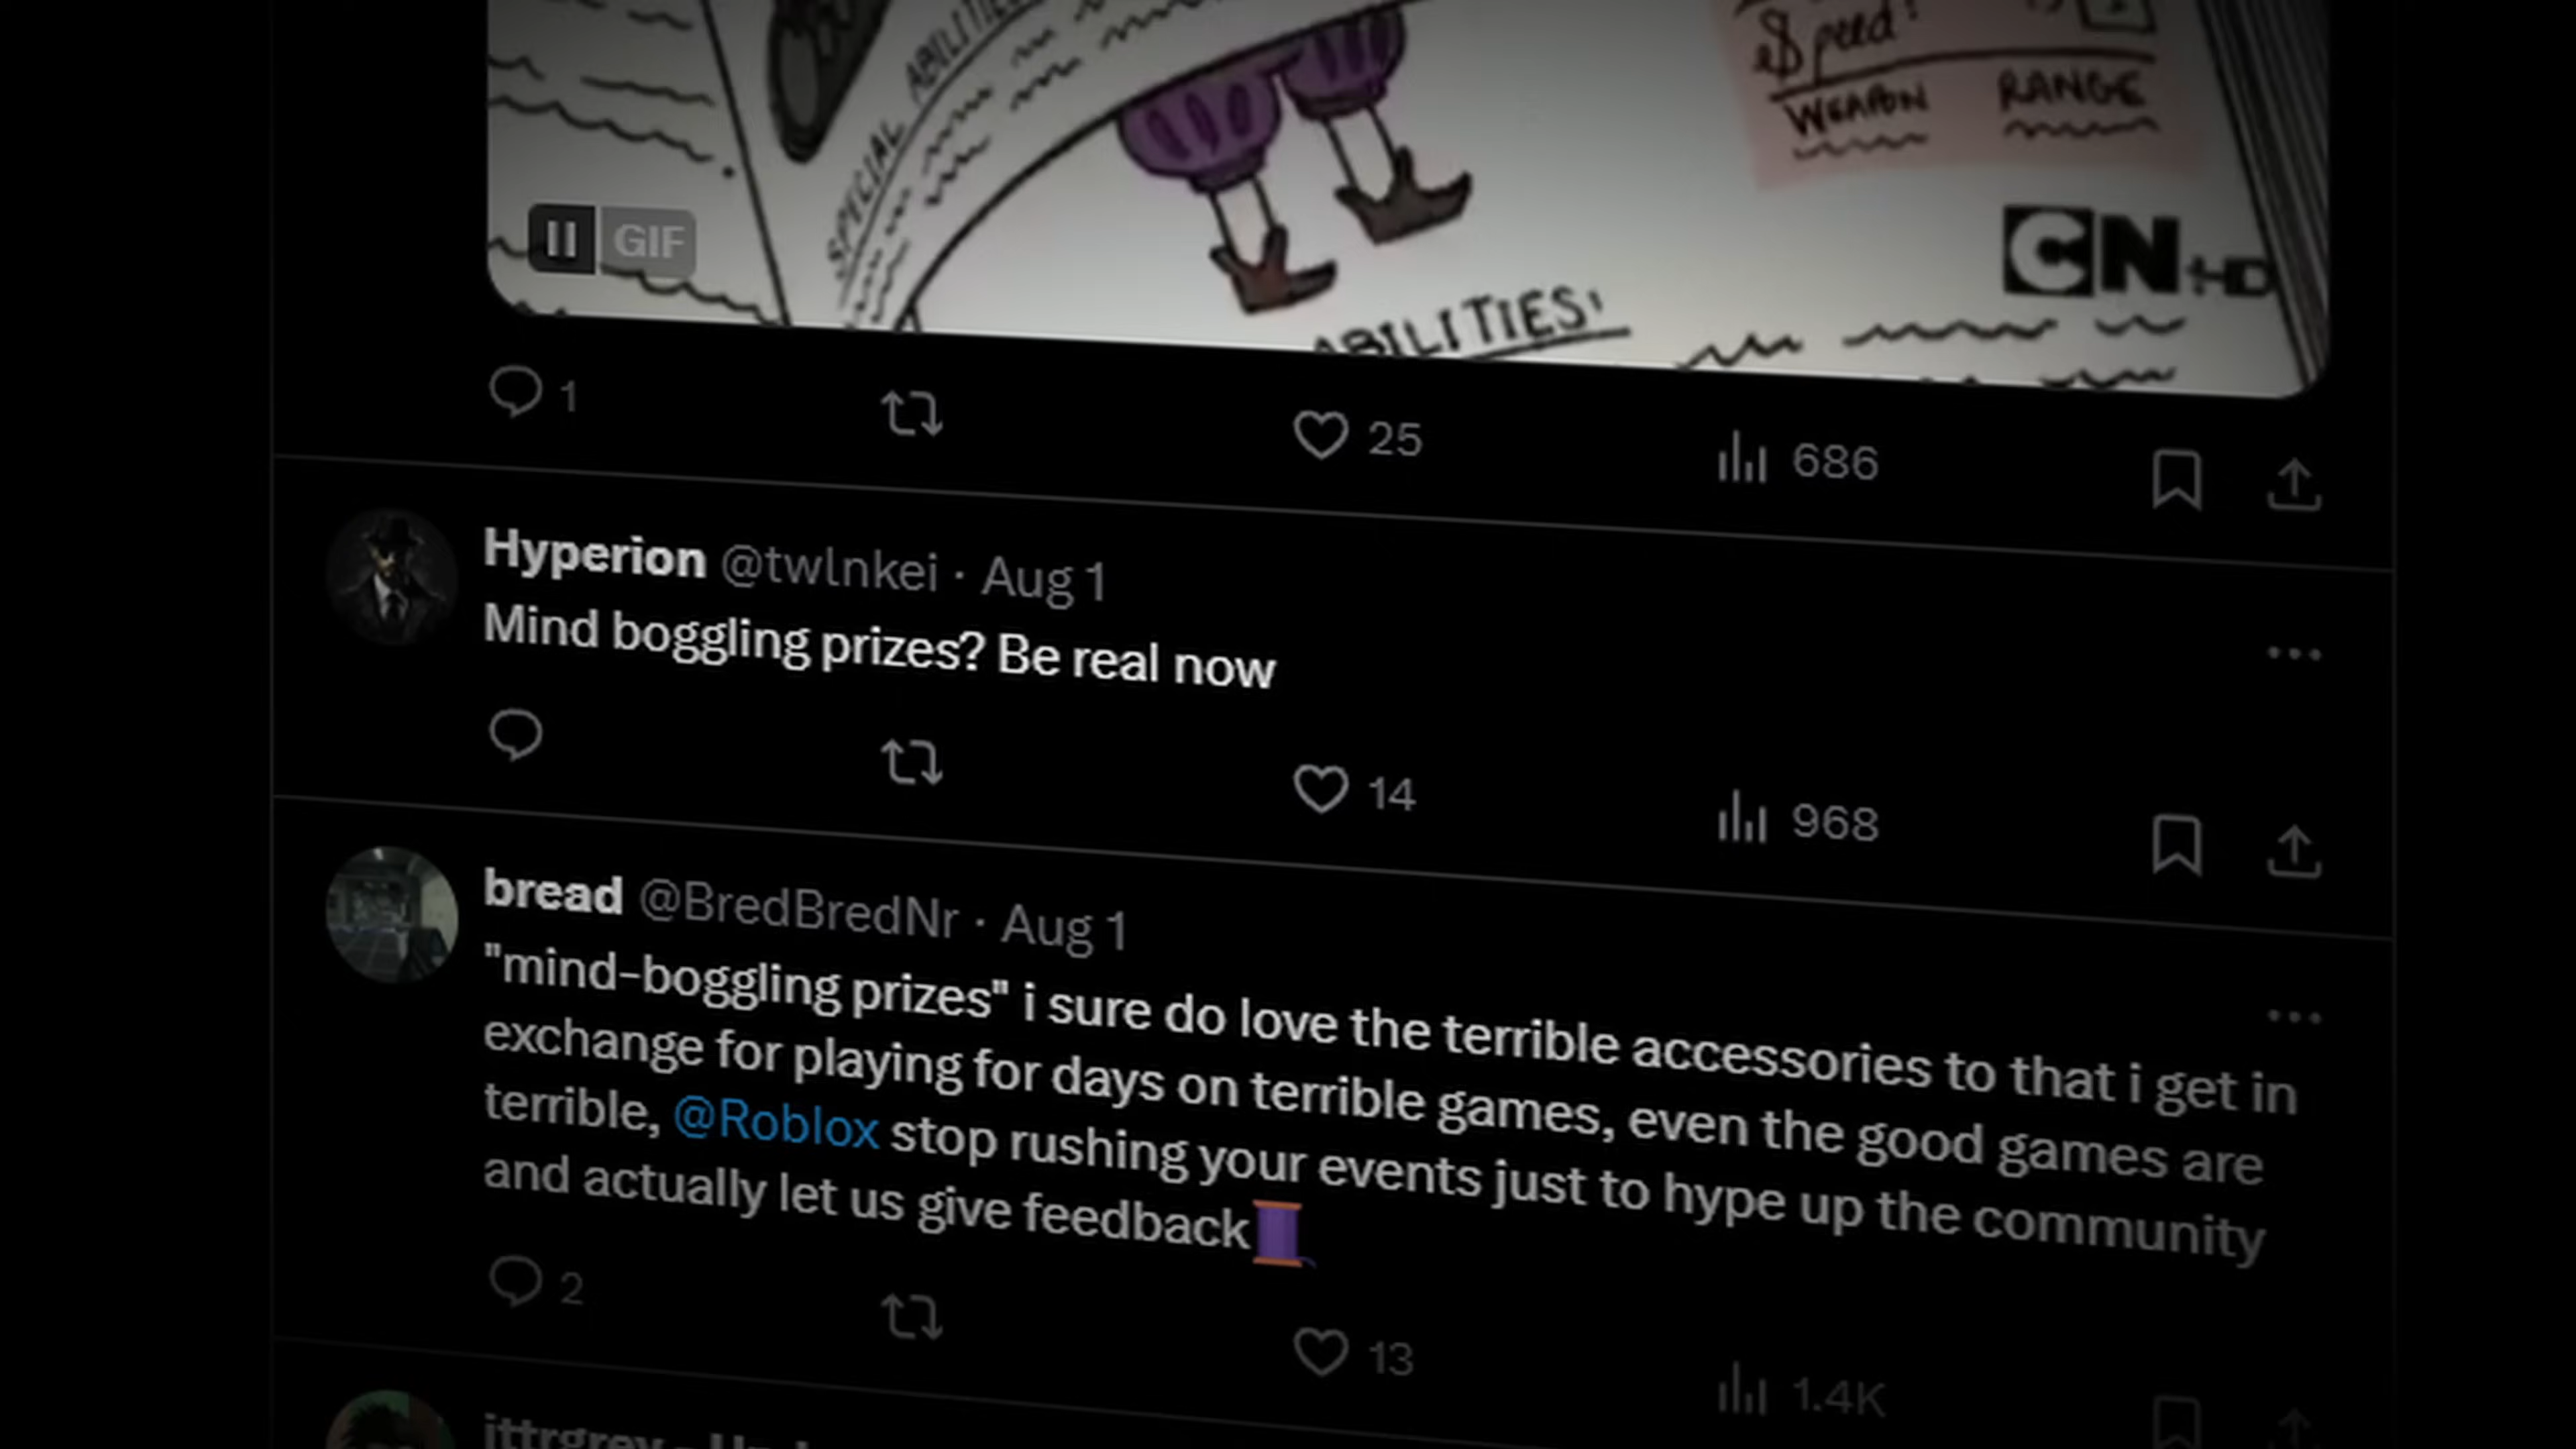 Speed:
WEAPON RANGE
SPECIAL ABILITIES
GIF
CN HD
ABILITIES:
1 25 686
Hyperion @twlnkei · Aug 1
Mind boggling prizes? Be real now
14 968
bread @BredBredNr · Aug 1
"mind-boggling prizes" i sure do love the terrible accessories to that i get in
exchange for playing for days on terrible games, even the good games are
terrible, @Roblox stop rushing your events just to hype up the community
and actually let us give feedback🧵
2 13 1.4K